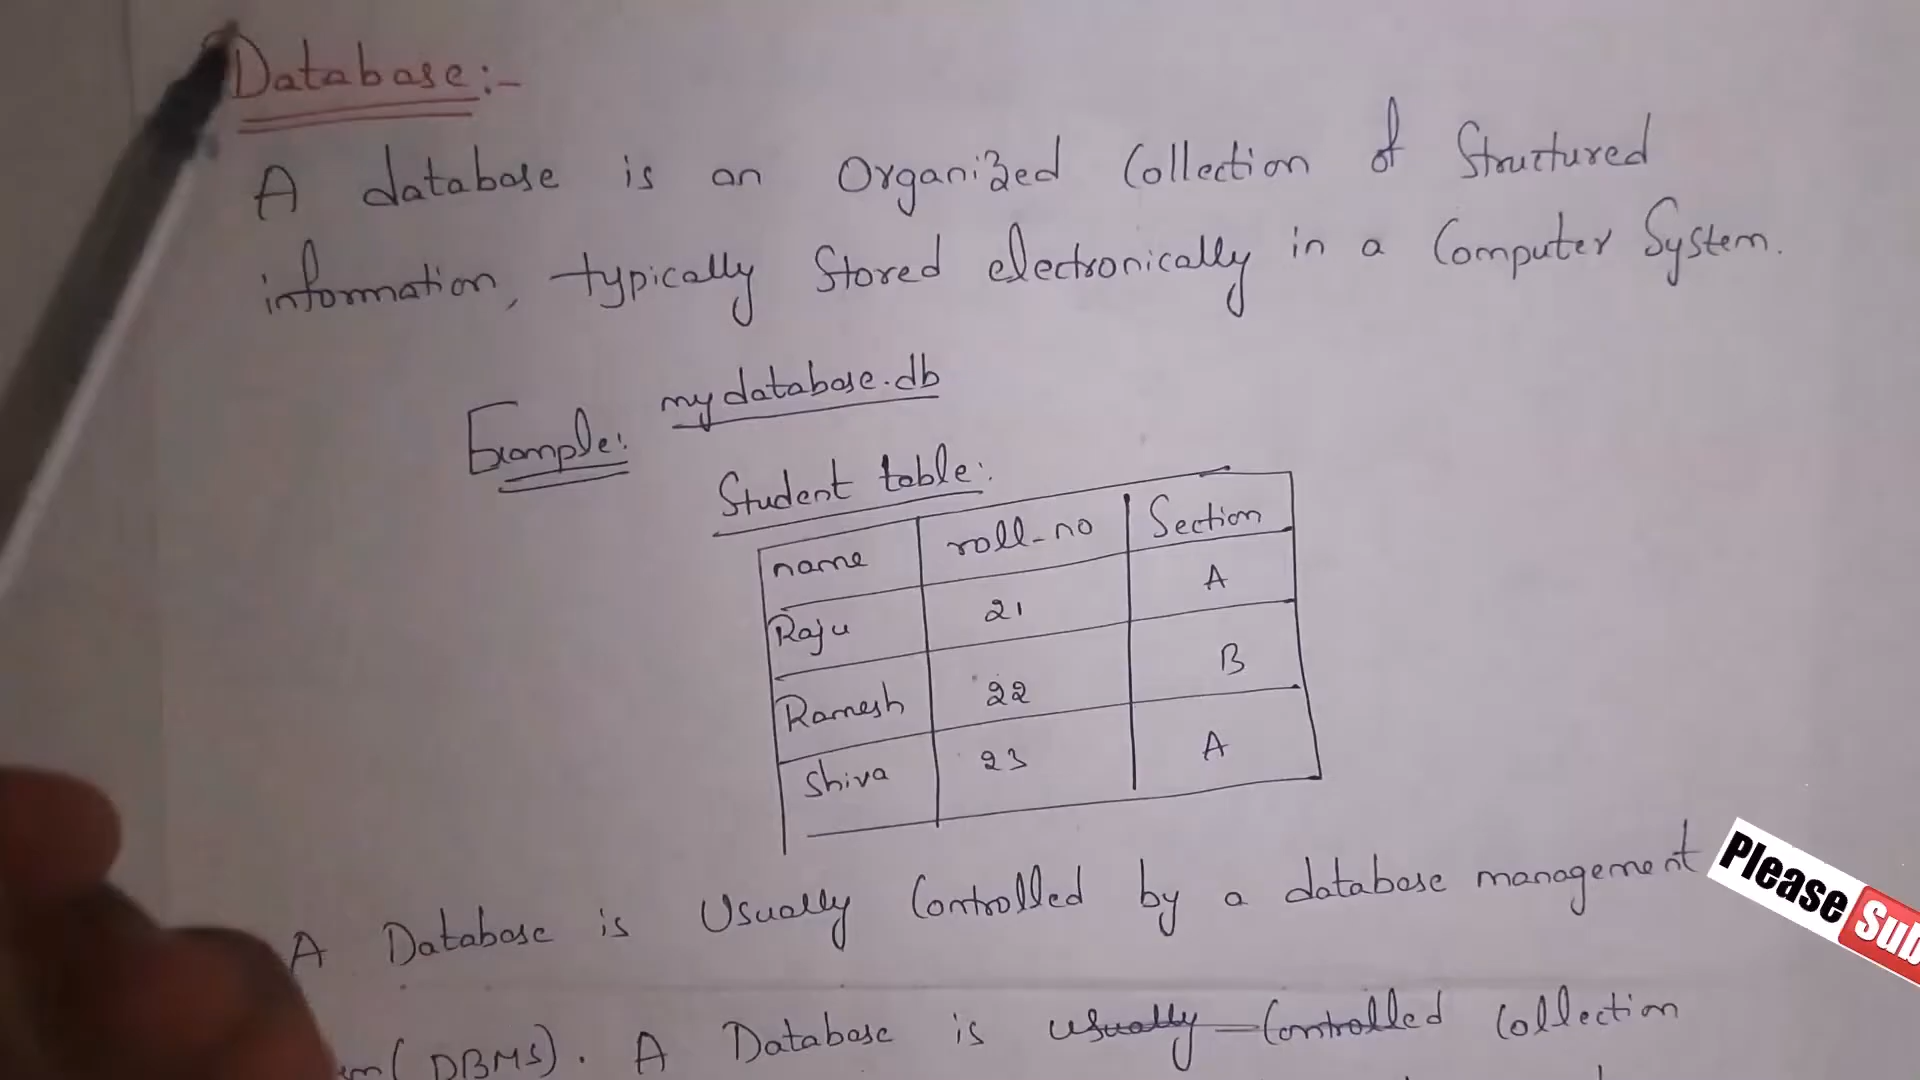 Database:-
A database is an Organized Collection of Structured
information, typically Stored electronically in a Computer System.
Example: mydatabase.db
Student table:
name roll-no Section
Raju 21 A
Ramesh 22 B
Shiva 23 A
A Database is Usually Controlled by a database management
(DBMS). A Database is usually Controlled Collection
Please
Sub